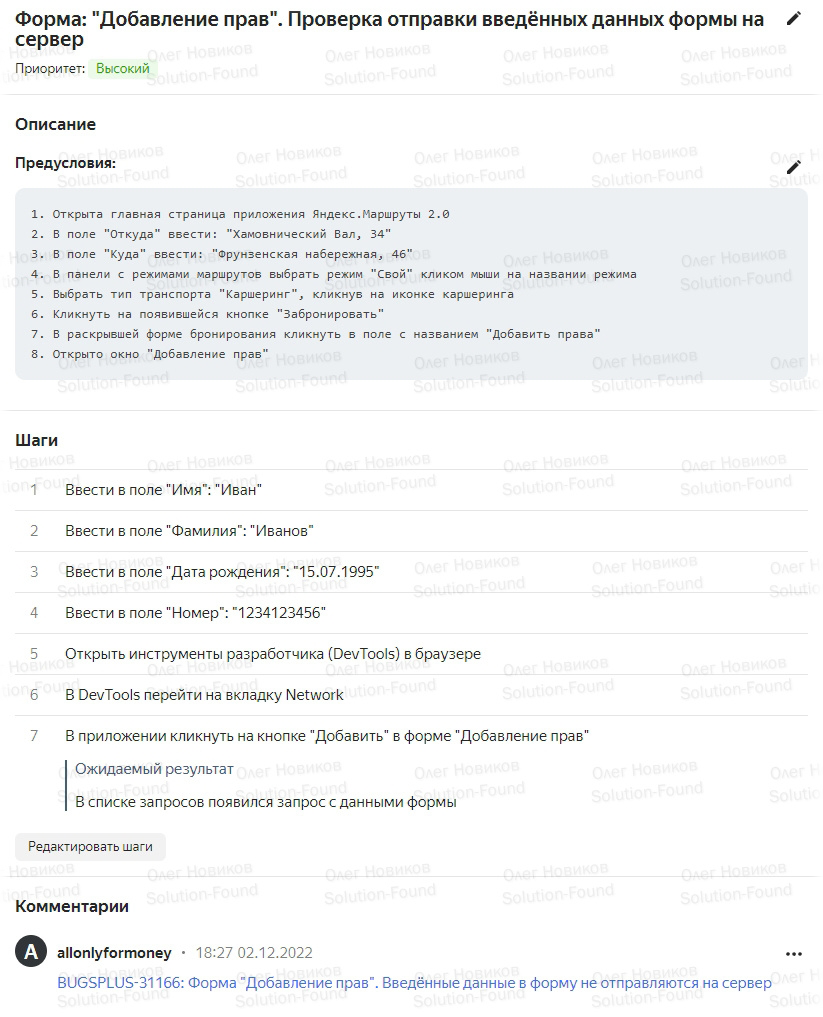 Форма: "Добавление прав". Проверка отправки введённых данных формы на
сервер
Приоритет: Высокий
Описание
Предусловия:
1. Открыта главная страница приложения Яндекс.Маршруты 2.0
2. В поле "Откуда" ввести: "Хамовнический Вал, 34"
3. В поле "Куда" ввести: "Фрунзенская набережная, 46"
4. В панели с режимами маршрутов выбрать режим "Свой" кликом мыши на названии режима
5. Выбрать тип транспорта "Каршеринг", кликнув на иконке каршеринга
6. Кликнуть на появившейся кнопке "Забронировать"
7. В раскрывшей форме бронирования кликнуть в поле с названием "Добавить права"
8. Открыто окно "Добавление прав"
Шаги
1 Ввести в поле "Имя": "Иван"
2 Ввести в поле "Фамилия": "Иванов"
3 Ввести в поле "Дата рождения": "15.07.1995"
4 Ввести в поле "Номер": "1234123456"
5 Открыть инструменты разработчика (DevTools) в браузере
6 В DevTools перейти на вкладку Network
7 В приложении кликнуть на кнопке "Добавить" в форме "Добавление прав"
Ожидаемый результат
В списке запросов появился запрос с данными формы
Редактировать шаги
Комментарии
A allonlyformoney · 18:27 02.12.2022
BUGSPLUS-31166: Форма "Добавление прав". Введённые данные в форму не отправляются на сервер
Олег Новиков
Solution-Found